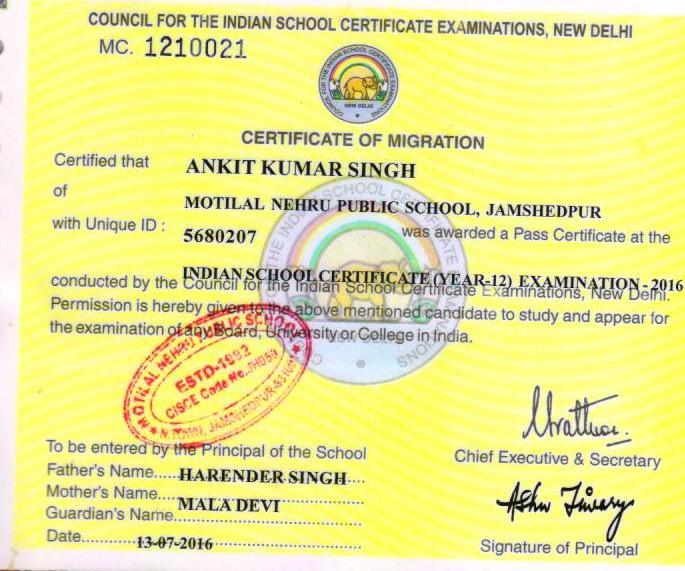 COUNCIL FOR THE INDIAN SCHOOL CERTIFICATE EXAMINATIONS, NEW DELHI
MC. 1210021
COUNCIL FOR THE INDIAN SCHOOL CERTIFICATE EXAMINATIONS
NEW DELHI
CERTIFICATE OF MIGRATION
Certified that ANKIT KUMAR SINGH
of MOTILAL NEHRU PUBLIC SCHOOL, JAMSHEDPUR
with Unique ID : 5680207 was awarded a Pass Certificate at the
INDIAN SCHOOL CERTIFICATE (YEAR-12) EXAMINATION - 2016
conducted by the Council for the Indian School Certificate Examinations, New Delhi.
Permission is hereby given to the above mentioned candidate to study and appear for
the examination of any Board, University or College in India.
MOTILAL NEHRU PUBLIC SCHOOL
ESTD-1992
CISCE Code No.
N. TOWN, JAMSHEDPUR
To be entered by the Principal of the School
Father's Name....HARENDER SINGH....
Mother's Name....
MALA DEVI
Guardian's Name....
Date....13-07-2016....
Chief Executive & Secretary
Ashu Tiwary
Signature of Principal